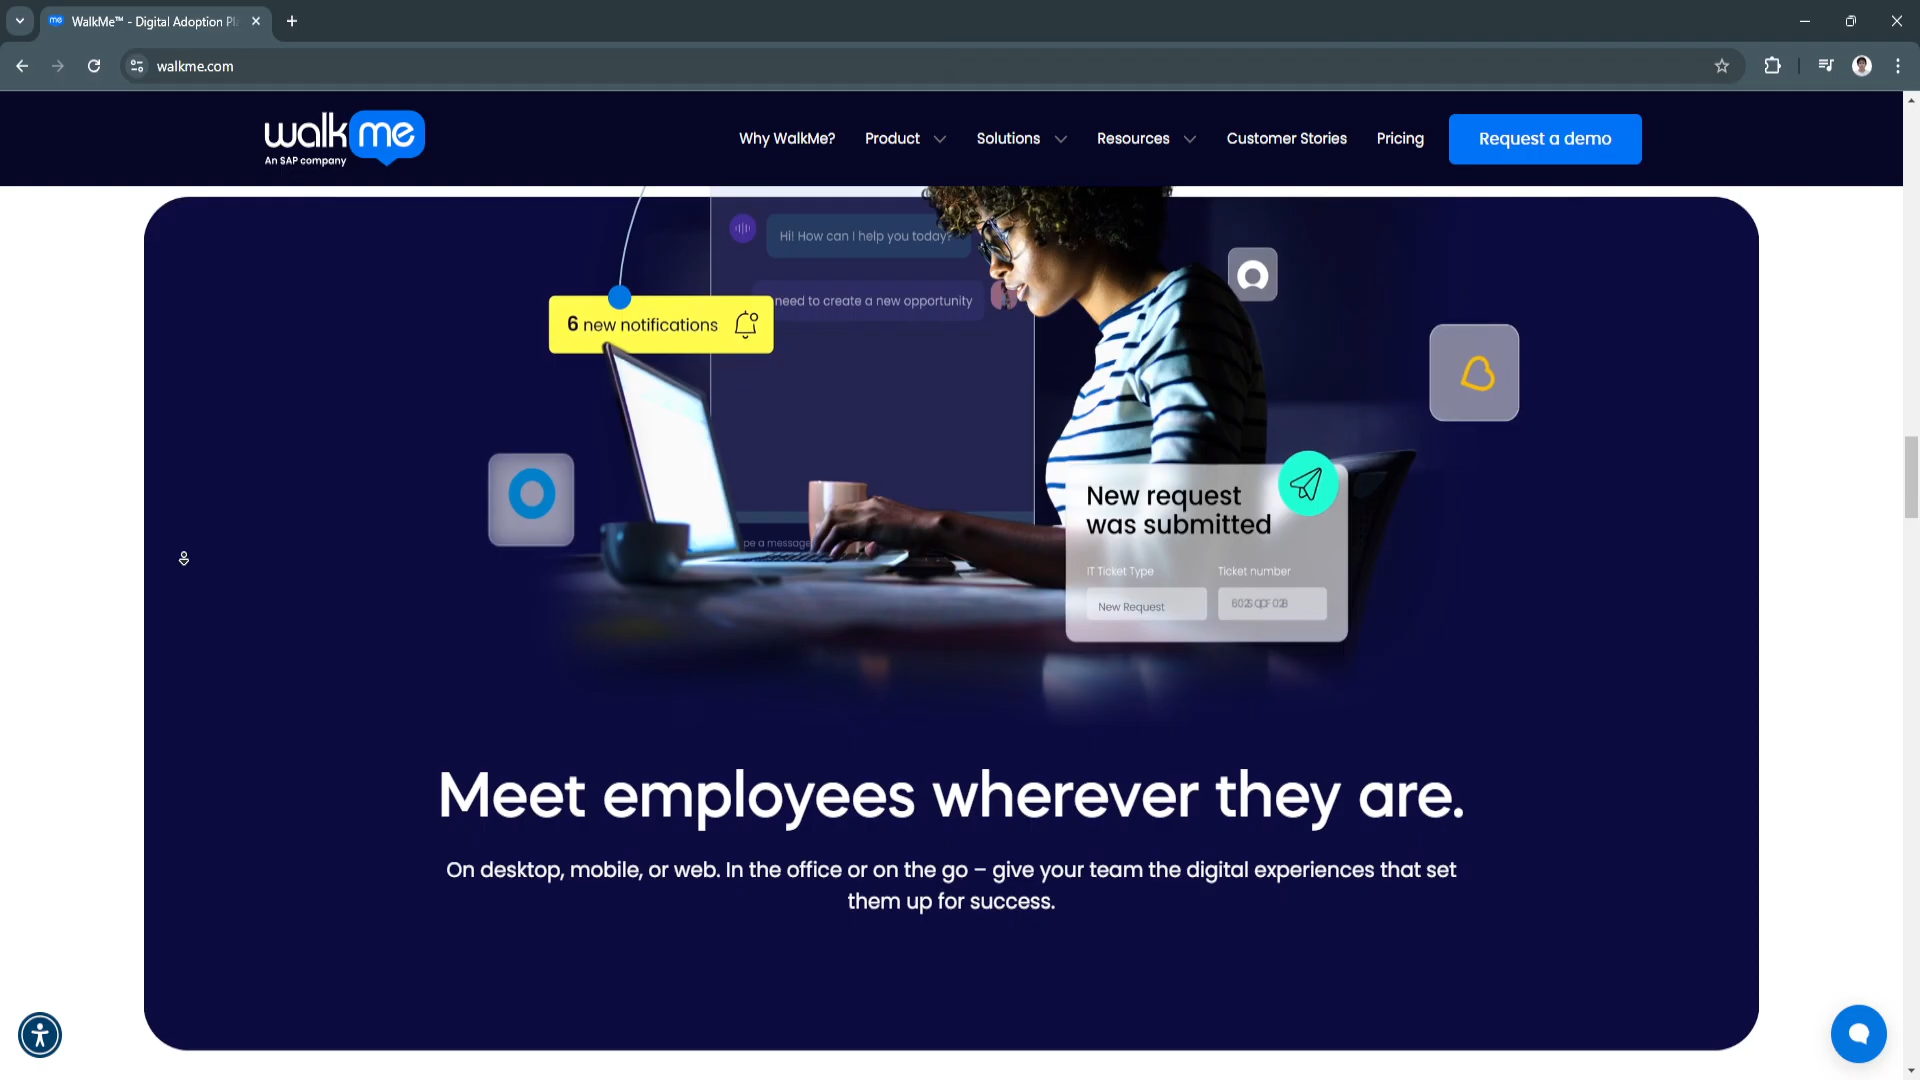 me WalkMe™ - Digital Adoption Pl
walkme.com
walkme
An SAP company
Why WalkMe? Product Solutions Resources Customer Stories Pricing Request a demo
Hi! How can I help you today?
need to create a new opportunity
6 new notifications
New request
was submitted
pe a message
IT Ticket Type Ticket number
New Request
Meet employees wherever they are.
On desktop, mobile, or web. In the office or on the go – give your team the digital experiences that set
them up for success.